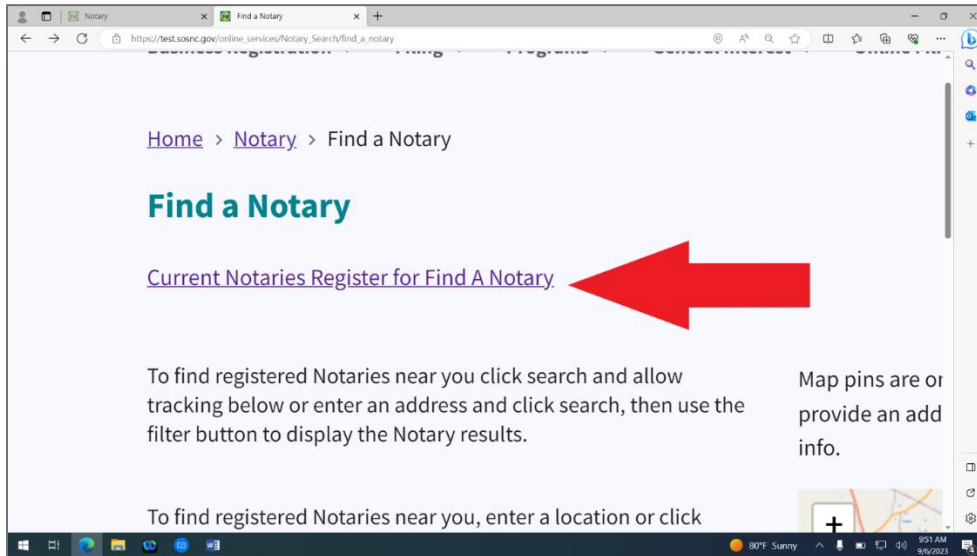 Notary
Find a Notary
https://test.sosnc.gov/online_services/Notary_Search/find_a_notary
Home > Notary > Find a Notary
Find a Notary
Current Notaries Register for Find A Notary
To find registered Notaries near you click search and allow
tracking below or enter an address and click search, then use the
filter button to display the Notary results.
Map pins are or
provide an add
info.
To find registered Notaries near you, enter a location or click
+
80°F Sunny
9:51 AM
9/6/2023